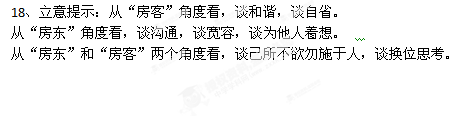 18、立意提示：从“房客”角度看，谈和谐，谈自省。
从“房东”角度看，谈沟通，谈宽容，谈为他人着想。
从“房东”和“房客”两个角度看，谈己所不欲勿施于人，谈换位思考。